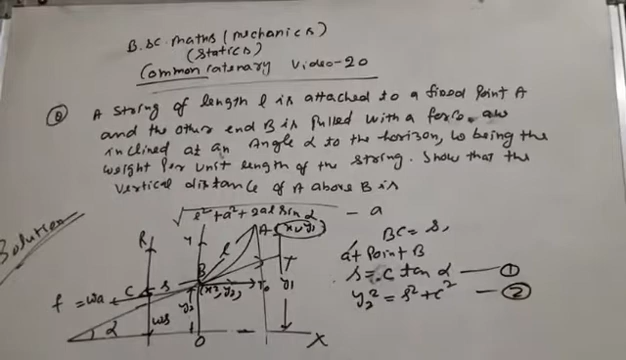 B.SC. Maths (Mechanics)
(Statics)
Common Catenary Video-20
Q A String of length l is attached to a fixed Point A
and the other end B is Pulled with a force aw
inclined at an Angle α to the horizon, w being the
weight Per unit length of the string. Show that the
vertical distance of A above B is
√l²+a²+2al sin α - a
Solution
R
Y
l
A (x₁, y₁)
BC = s,
at Point B
s = c tan α — ①
y₂² = s² + c² — ②
f = wa
C
s
B
(x₂, y₂)
T₀
T
y₁
y₂
α
ws
O
X